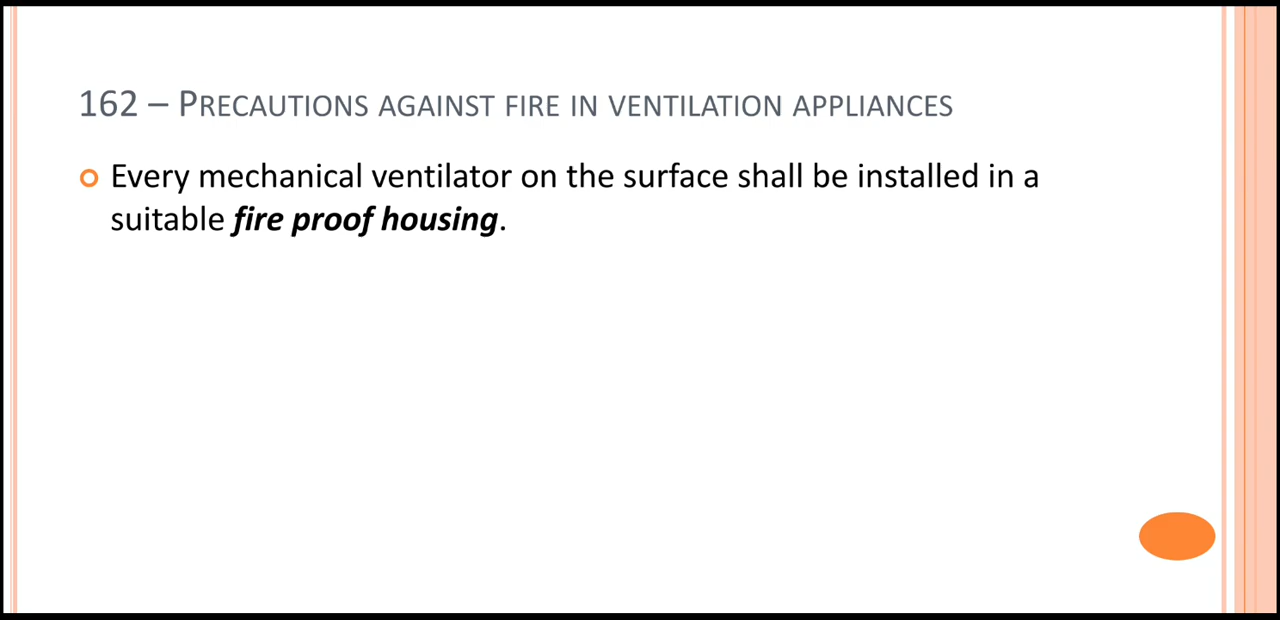 162 – PRECAUTIONS AGAINST FIRE IN VENTILATION APPLIANCES
Every mechanical ventilator on the surface shall be installed in a
suitable fire proof housing.